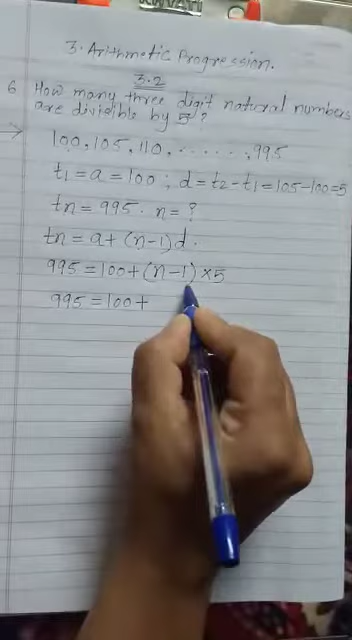 3. Arithmetic Progression.
3.2
6 How many three digit natural numbers
are divisible by 5?
→ 100, 105, 110, ........, 995
t1 = a = 100 ; d = t2 - t1 = 105 - 100 = 5
tn = 995. n = ?
tn = a + (n-1)d.
995 = 100 + (n-1) × 5
995 = 100 +